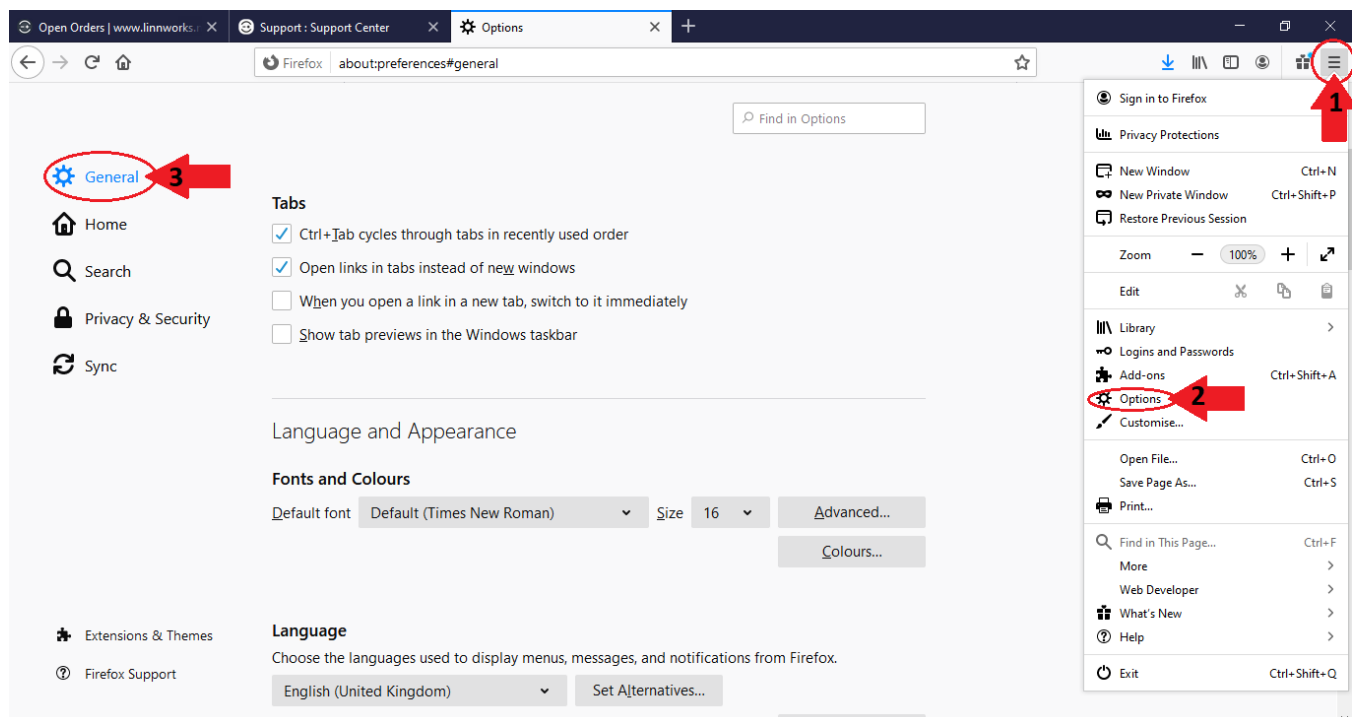 Open Orders | www.linnworks.
Support : Support Center
Options
Firefox about:preferences#general
Find in Options
General 3
Home
Search
Privacy & Security
Sync
Extensions & Themes
Firefox Support
Tabs
Ctrl+Tab cycles through tabs in recently used order
Open links in tabs instead of new windows
When you open a link in a new tab, switch to it immediately
Show tab previews in the Windows taskbar
Language and Appearance
Fonts and Colours
Default font Default (Times New Roman) Size 16 Advanced...
Colours...
Language
Choose the languages used to display menus, messages, and notifications from Firefox.
English (United Kingdom) Set Alternatives...
1
Sign in to Firefox
Privacy Protections
New Window Ctrl+N
New Private Window Ctrl+Shift+P
Restore Previous Session
Zoom 100%
Edit
Library
Logins and Passwords
Add-ons Ctrl+Shift+A
Options 2
Customise...
Open File... Ctrl+O
Save Page As... Ctrl+S
Print...
Find in This Page... Ctrl+F
More
Web Developer
What's New
Help
Exit Ctrl+Shift+Q